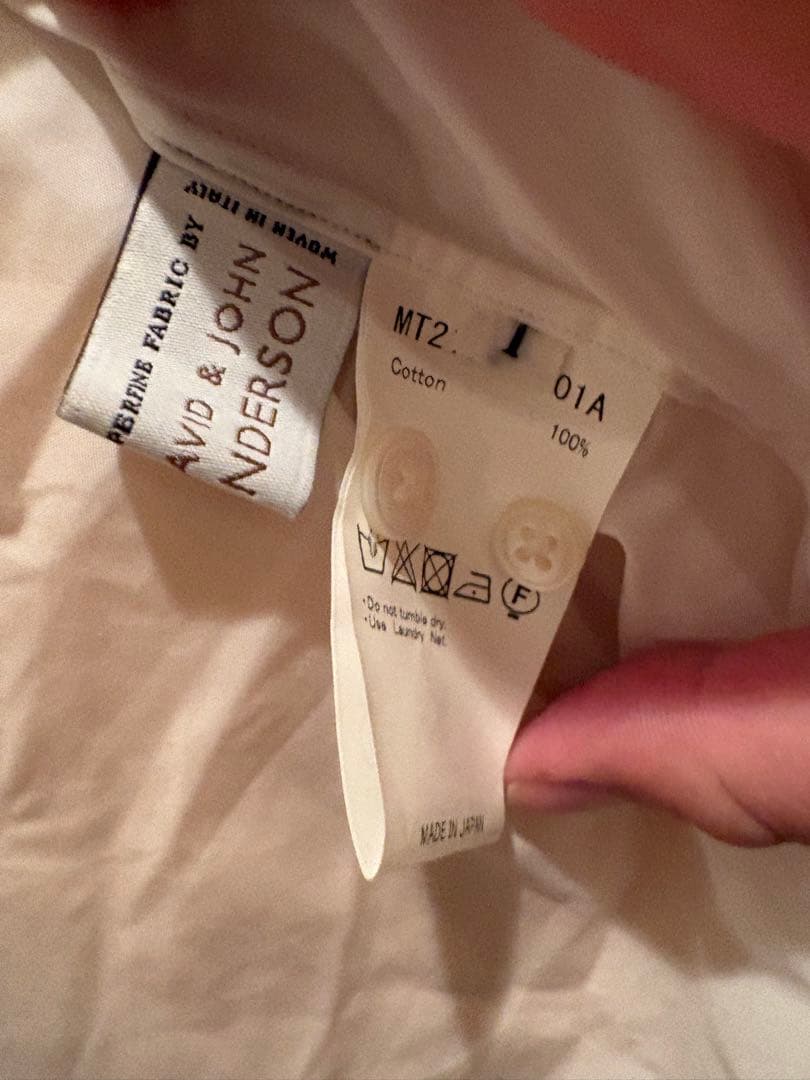 WOVEN IN ITALY
PERFINE FABRIC BY
AVID & JOHN
NDERSON
MT2 1 01A
Cotton 100%
F
·Do not tumble dry.
·Use Laundry Net.
MADE IN JAPAN